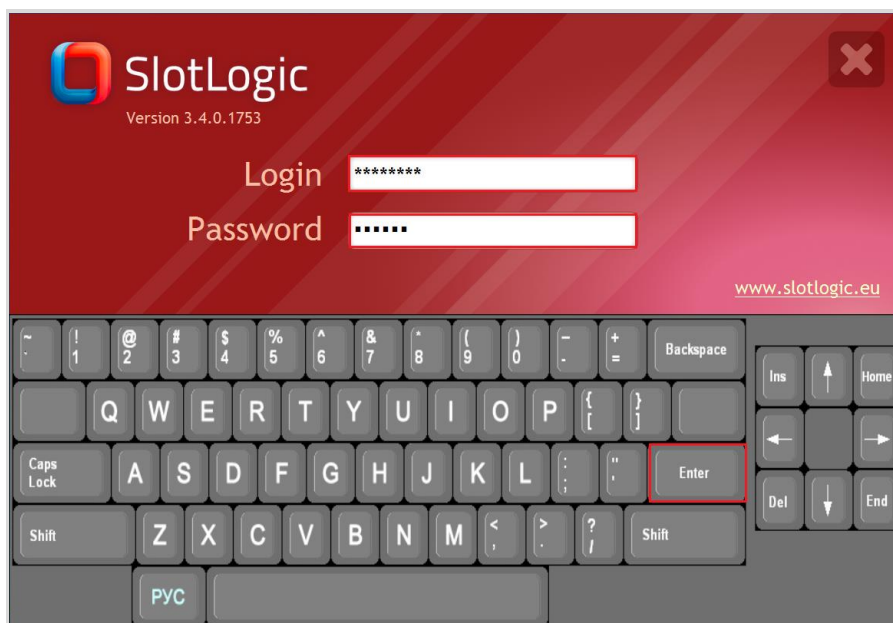 SlotLogic
Version 3.4.0.1753
Login ********
Password ······
www.slotlogic.eu
~ ` ! 1 @ 2 # 3 $ 4 % 5 ^ 6 & 7 * 8 ( 9 ) 0 _ - + = Backspace
Q W E R T Y U I O P { [ } ]
Caps Lock A S D F G H J K L : ; " ' Enter
Shift Z X C V B N M < , > . ? / Shift
РУС
Ins Home
Del End